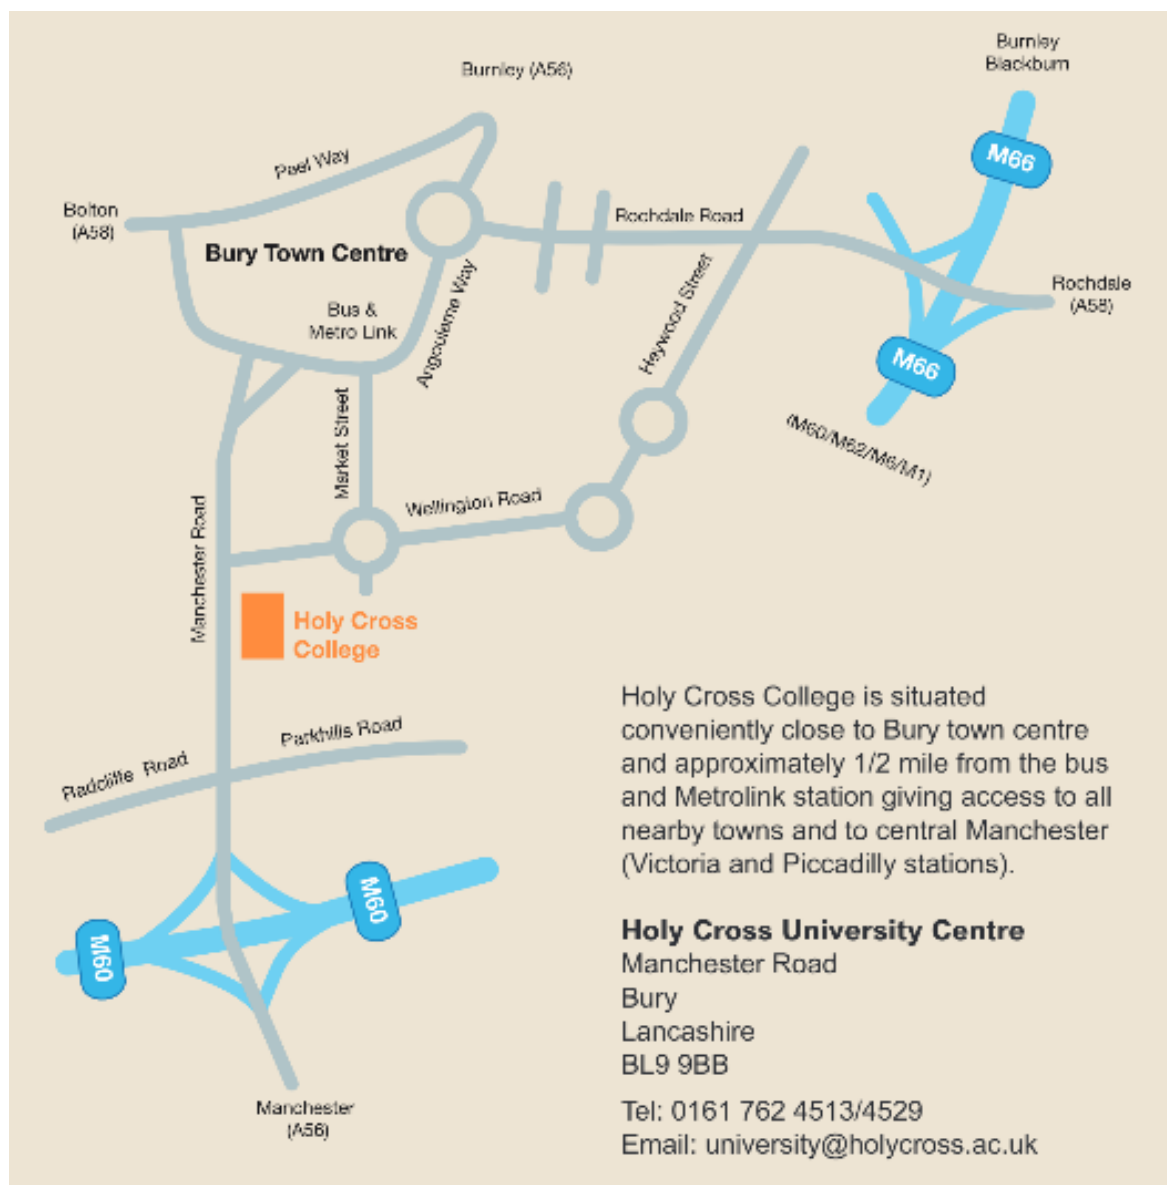 Burnley
Blackburn
Burnley (A56)
M66
Peel Way
Bolton
(A58)
Rochdale Road
Bury Town Centre
Bus &
Metro Link
Angouleme Way
Heywood Street
Rochdale
(A58)
M66
(M60/M62/M6/M1)
Market Street
Wellington Road
Manchester Road
Holy Cross
College
Radcliffe Road
Parkhills Road
M60
M60
Manchester
(A56)
Holy Cross College is situated
conveniently close to Bury town centre
and approximately 1/2 mile from the bus
and Metrolink station giving access to all
nearby towns and to central Manchester
(Victoria and Piccadilly stations).
Holy Cross University Centre
Manchester Road
Bury
Lancashire
BL9 9BB
Tel: 0161 762 4513/4529
Email: university@holycross.ac.uk